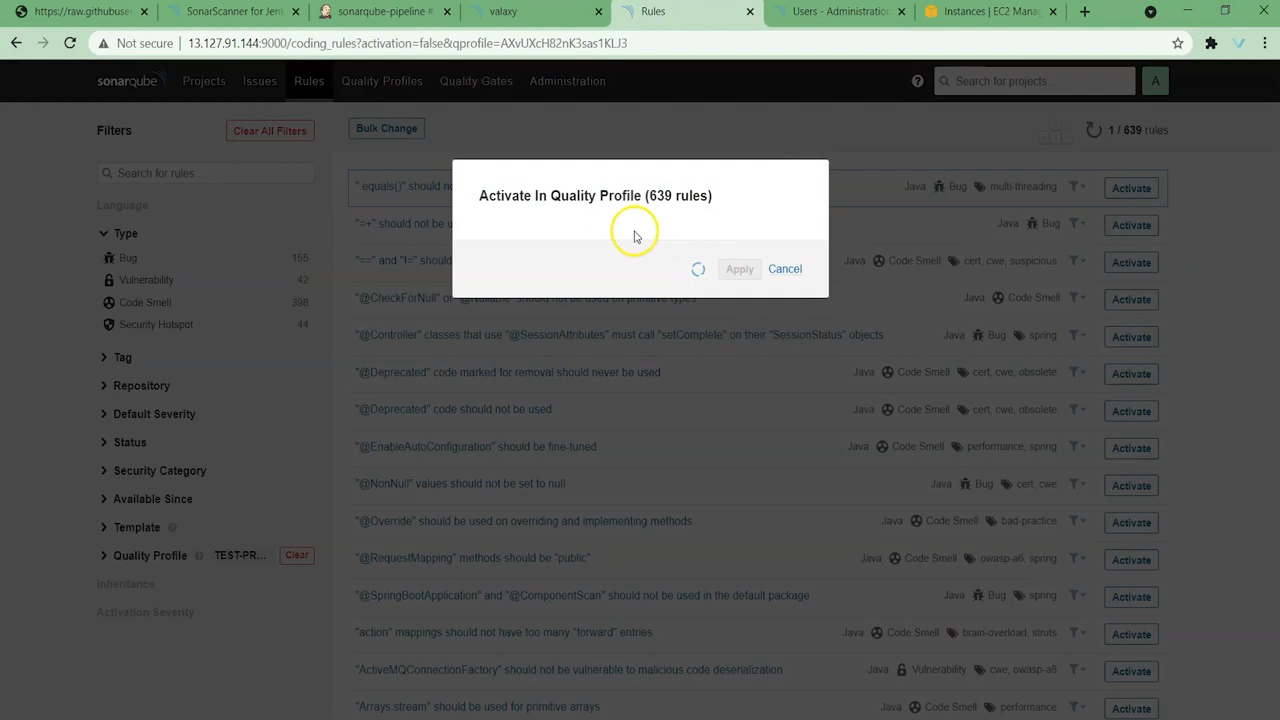 https://raw.githubuse
SonarScanner for Jen
sonarqube-pipeline #
valaxy
Rules
Users - Administration
Instances | EC2 Manag
Not secure
13.127.91.144:9000/coding_rules?activation=false&qprofile=AXvUXcH82nK3sas1KLJ3
sonarqube
Projects
Issues
Rules
Quality Profiles
Quality Gates
Administration
Search for projects...
A
Filters
Clear All Filters
Bulk Change
1 / 639 rules
Search for rules...
Activate In Quality Profile (639 rules)
Apply
Cancel
Language
Type
Bug 155
Vulnerability 42
Code Smell 398
Security Hotspot 44
Tag
Repository
Default Severity
Status
Security Category
Available Since
Template
Quality Profile TEST-PR... Clear
Inheritance
Activation Severity
" equals()" should no Java Bug multi-threading Activate
"=+" should not be u Java Bug Activate
"==" and "!=" should Java Code Smell cert, cwe, suspicious Activate
"@CheckForNull" or "@Nullable" should not be used on primitive types Java Code Smell Activate
"@Controller" classes that use "@SessionAttributes" must call "setComplete" on their "SessionStatus" objects Java Bug spring Activate
"@Deprecated" code marked for removal should never be used Java Code Smell cert, cwe, obsolete Activate
"@Deprecated" code should not be used Java Code Smell cert, cwe, obsolete Activate
"@EnableAutoConfiguration" should be fine-tuned Java Code Smell performance, spring Activate
"@NonNull" values should not be set to null Java Bug cert, cwe Activate
"@Override" should be used on overriding and implementing methods Java Code Smell bad-practice Activate
"@RequestMapping" methods should be "public" Java Code Smell owasp-a6, spring Activate
"@SpringBootApplication" and "@ComponentScan" should not be used in the default package Java Bug spring Activate
"action" mappings should not have too many "forward" entries Java Code Smell brain-overload, struts Activate
"ActiveMQConnectionFactory" should not be vulnerable to malicious code deserialization Java Vulnerability cwe, owasp-a8 Activate
"Arrays.stream" should be used for primitive arrays Java Code Smell performance Activate